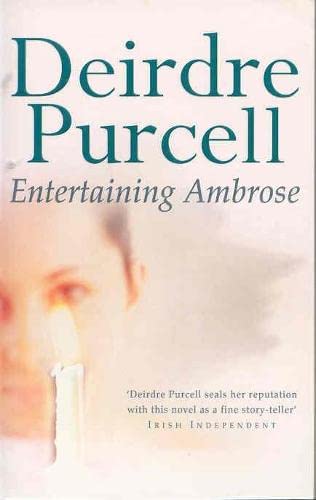 Deirdre
Purcell
Entertaining Ambrose
'Deirdre Purcell seals her reputation
with this novel as a fine story-teller'
IRISH INDEPENDENT